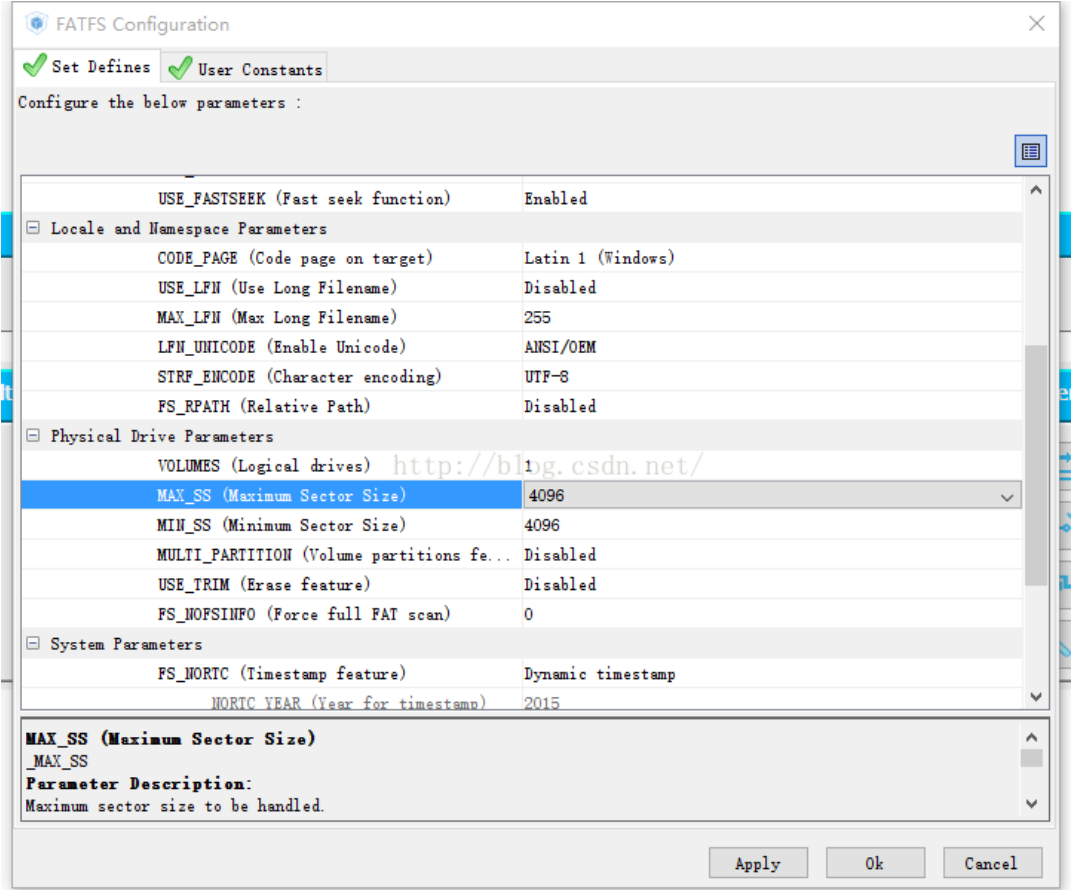 FATFS Configuration
Set Defines User Constants
Configure the below parameters :
USE_FASTSEEK (Fast seek function) Enabled
Locale and Namespace Parameters
CODE_PAGE (Code page on target) Latin 1 (Windows)
USE_LFN (Use Long Filename) Disabled
MAX_LFN (Max Long Filename) 255
LFN_UNICODE (Enable Unicode) ANSI/OEM
STRF_ENCODE (Character encoding) UTF-8
FS_RPATH (Relative Path) Disabled
Physical Drive Parameters
VOLUMES (Logical drives) 1
http://blog.csdn.net/
MAX_SS (Maximum Sector Size) 4096
MIN_SS (Minimum Sector Size) 4096
MULTI_PARTITION (Volume partitions fe... Disabled
USE_TRIM (Erase feature) Disabled
FS_NOFSINFO (Force full FAT scan) 0
System Parameters
FS_NORTC (Timestamp feature) Dynamic timestamp
NORTC_YEAR (Year for timestamp) 2015
MAX_SS (Maximum Sector Size)
_MAX_SS
Parameter Description:
Maximum sector size to be handled.
Apply Ok Cancel